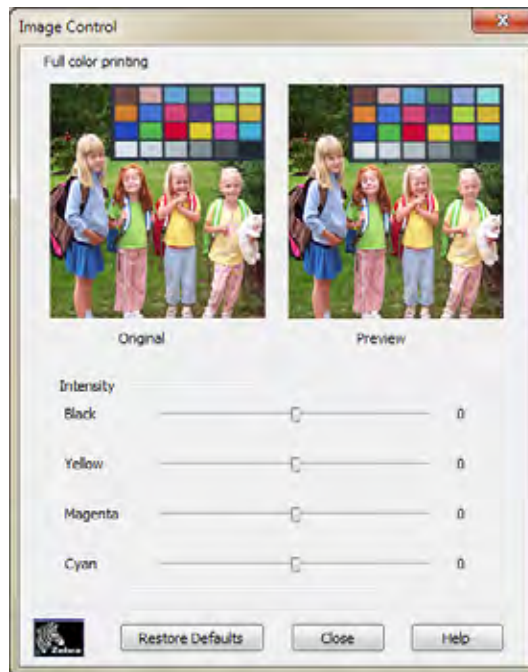 Image Control
Full color printing
Original
Preview
Intensity
Black 0
Yellow 0
Magenta 0
Cyan 0
Zebra
Restore Defaults
Close
Help